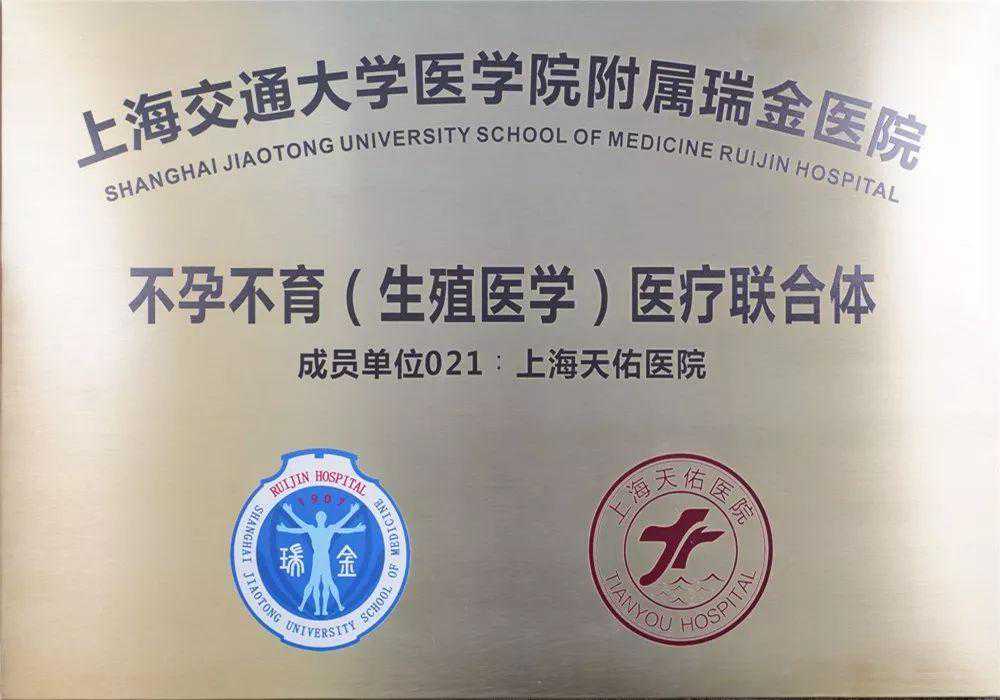 上海交通大学医学院附属瑞金医院
SHANGHAI JIAOTONG UNIVERSITY SCHOOL OF MEDICINE RUIJIN HOSPITAL
不孕不育（生殖医学）医疗联合体
成员单位021：上海天佑医院
RUIJIN HOSPITAL
1907
瑞金
SHANGHAI JIAOTONG UNIVERSITY SCHOOL OF MEDICINE
上海天佑医院
TIANYOU HOSPITAL